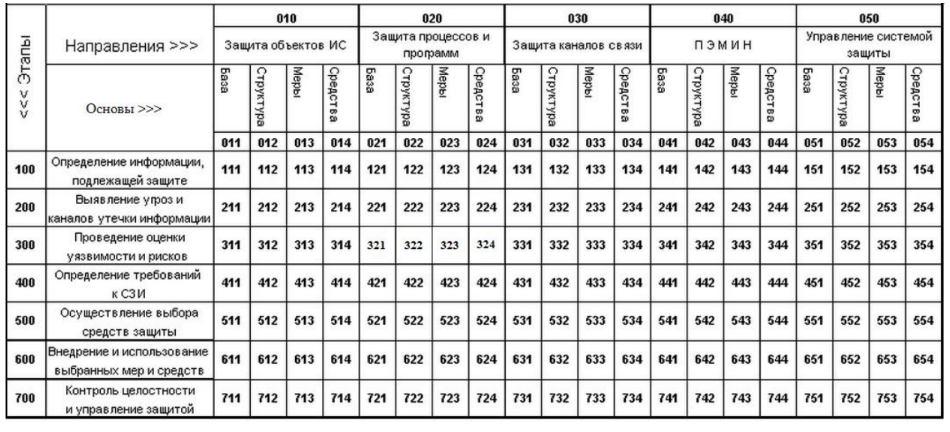 <<< Этапы
Направления >>>
010 020 030 040 050
Защита объектов ИС
Защита процессов и
программ
Защита каналов связи
ПЭМИН
Управление системой
защиты
Основы >>>
База Структура Меры Средства База Структура Меры Средства База Структура Меры Средства База Структура Меры Средства База Структура Меры Средства
011 012 013 014 021 022 023 024 031 032 033 034 041 042 043 044 051 052 053 054
100
Определение информации,
подлежащей защите
111 112 113 114 121 122 123 124 131 132 133 134 141 142 143 144 151 152 153 154
200
Выявление угроз и
каналов утечки информации
211 212 213 214 221 222 223 224 231 232 233 234 241 242 243 244 251 252 253 254
300
Проведение оценки
уязвимости и рисков
311 312 313 314 321 322 323 324 331 332 333 334 341 342 343 344 351 352 353 354
400
Определение требований
к СЗИ
411 412 413 414 421 422 423 424 431 432 433 434 441 442 443 444 451 452 453 454
500
Осуществление выбора
средств защиты
511 512 513 514 521 522 523 524 531 532 533 534 541 542 543 544 551 552 553 554
600
Внедрение и использование
выбранных мер и средств
611 612 613 614 621 622 623 624 631 632 633 634 641 642 643 644 651 652 653 654
700
Контроль целостности
и управление защитой
711 712 713 714 721 722 723 724 731 732 733 734 741 742 743 744 751 752 753 754